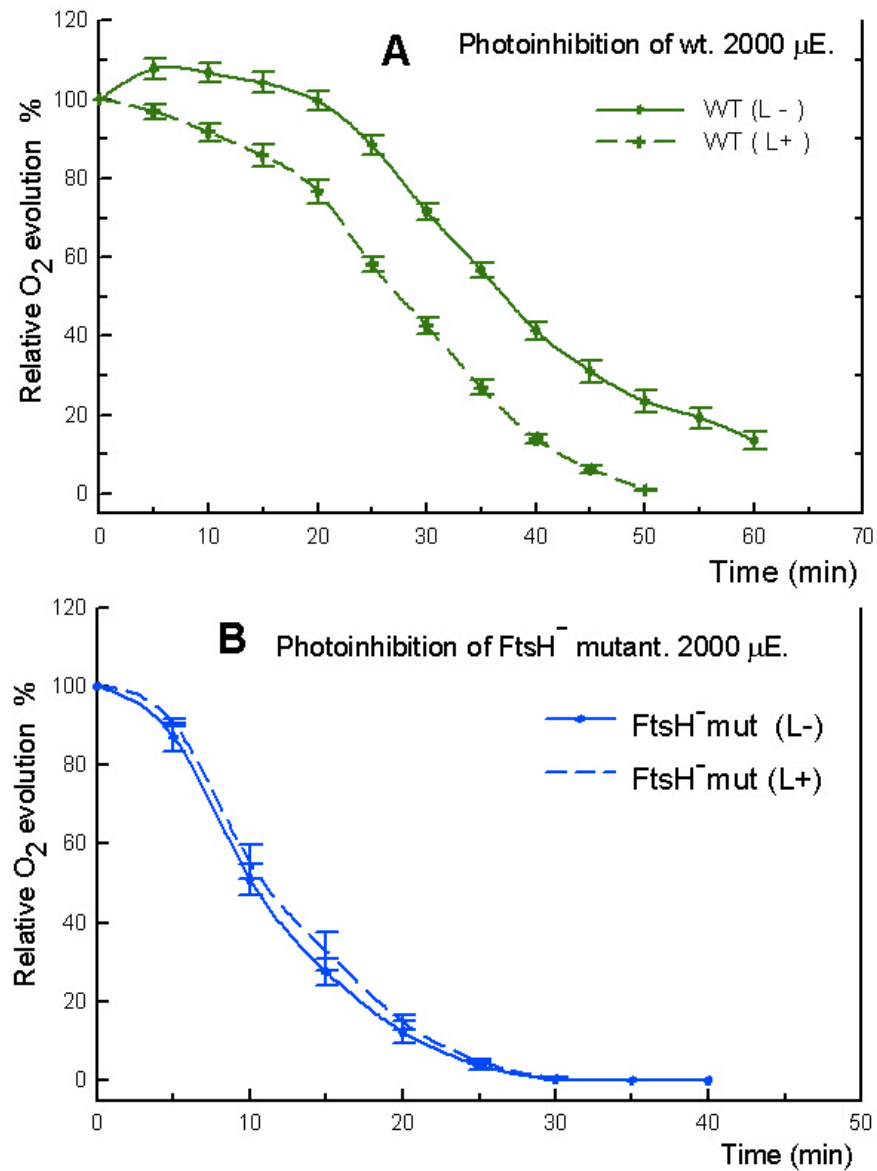 A Photoinhibition of wt. 2000 µE.
WT (L - )
WT ( L+ )
Relative O2 evolution %
120
100
80
60
40
20
0
0 10 20 30 40 50 60 70
Time (min)
B Photoinhibition of FtsH⁻ mutant. 2000 µE.
FtsH⁻mut (L-)
FtsH⁻mut (L+)
Relative O2 evolution %
120
100
80
60
40
20
0
0 10 20 30 40 50
Time (min)